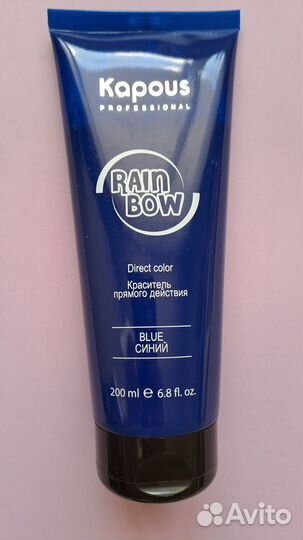 Kapous
PROFESSIONAL
RAIN
BOW
Direct color
Краситель
прямого действия
BLUE
СИНИЙ
200 ml e 6.8 fl. oz.
Avito